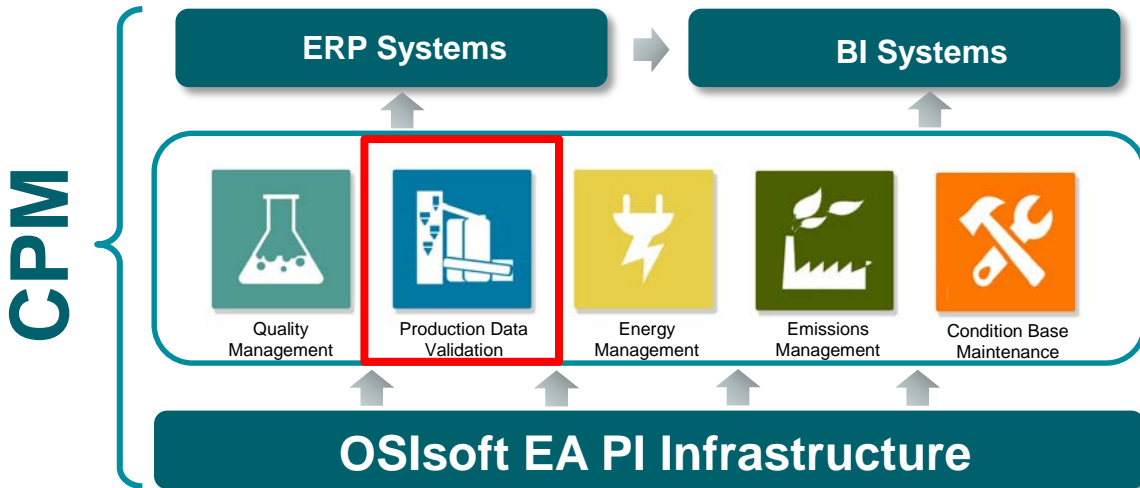 ERP Systems
BI Systems
CPM
Quality
Management
Production Data
Validation
Energy
Management
Emissions
Management
Condition Base
Maintenance
OSIsoft EA PI Infrastructure